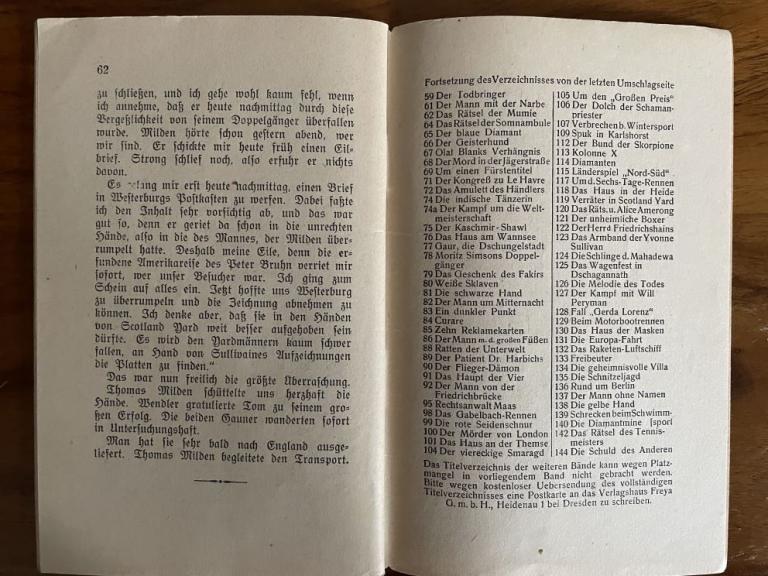 62
zu schließen, und ich gehe wohl kaum fehl, wenn
ich annehme, daß er heute nachmittag durch diese
Vergeßlichkeit von seinem Doppelgänger überfallen
wurde. Milden hörte schon gestern abend, wer
wir sind. Er schickte mir heute früh einen Eil-
brief. Strong schlief noch, also erfuhr er nichts
davon.
Es gelang mir erst heute nachmittag, einen Brief
in Westerburgs Postkasten zu werfen. Dabei faßte
ich den Inhalt sehr vorsichtig ab, und das war
gut so, denn er geriet da schon in die unrechten
Hände, also in die des Mannes, der Milden über-
rumpelt hatte. Deshalb meine Eile, denn die er-
fundene Amerikareise des Peter Bruhn verriet mir
sofort, wer unser Besucher war. Ich ging zum
Schein auf alles ein. Jetzt hoffte uns Westerburg
zu überrumpeln und die Zeichnung abnehmen zu
können. Ich denke aber, daß sie in den Händen
von Scotland Yard weit besser aufgehoben sein
dürfte. Es wird den Yardmännern kaum schwer
fallen, an Hand von Sullivaines Aufzeichnungen
die Platten zu finden."
Das war nun freilich die größte Überraschung.
Thomas Milden schüttelte uns herzhaft die
Hände. Wendler gratulierte Tom zu seinem gro-
ßen Erfolg. Die beiden Gauner wanderten sofort
in Untersuchungshaft.
Man hat sie sehr bald nach England ausge-
liefert. Thomas Milden begleitete den Transport.
Fortsetzung des Verzeichnisses von der letzten Umschlagseite
59 Der Todbringer
61 Der Mann mit der Narbe
62 Das Rätsel der Mumie
64 Das Rätsel der Somnambule
65 Der blaue Diamant
66 Der Geisterhund
67 Olaf Blanks Verhängnis
68 Der Mord in der Jägerstraße
69 Um einen Fürstentitel
71 Der Kongreß zu Le Havre
72 Das Amulett des Händlers
74 Die indische Tänzerin
74a Der Kampf um die Welt-
meisterschaft
75 Der Kaschmir-Shawl
76 Das Haus am Wannsee
77 Gaur, die Dschungelstadt
78 Moritz Simsons Doppel-
gänger
79 Das Geschenk des Fakirs
80 Weiße Sklaven
81 Die schwarze Hand
82 Der Mann um Mitternacht
83 Ein dunkler Punkt
84 Curare
85 Zehn Reklamekarten
86 Der Mann m. d. großen Füßen
88 Ratten der Unterwelt
89 Der Patient Dr. Harbichs
90 Der Flieger-Dämon
91 Das Haupt der Vier
92 Der Mann von der
Friedrichbrücke
95 Rechtsanwalt Maas
98 Das Gabelbach-Rennen
99 Die rote Seidenschnur
100 Der Mörder von London
101 Das Haus an der Themse
104 Der viereckige Smaragd
105 Um den „Großen Preis"
106 Der Dolch der Schaman-
priester
107 Verbrechen b. Wintersport
109 Spuk in Karlshorst
112 Der Bund der Skorpione
113 Kolonne X
114 Diamanten
115 Länderspiel „Nord-Süd"
117 Um d. Sechs-Tage-Rennen
118 Das Haus in der Heide
119 Verräter in Scotland Yard
120 Das Räts. u. Alice Amerong
121 Der unheimliche Boxer
122 Der Herr d Friedrichshains
123 Das Armband der Yvonne
Sullivan
124 Die Schlinge d. Mahadewa
125 Das Wagenfest in
Dschagannath
126 Die Melodie des Todes
127 Der Kampf mit Will
Peryman
128 Fall „Gerda Lorenz"
129 Beim Motorbootrennen
130 Das Haus der Masken
131 Die Europa-Fahrt
132 Das Raketen-Luftschiff
133 Freibeuter
134 Die geheimnisvolle Villa
135 Die Schnitzeljagd
136 Rund um Berlin
137 Der Mann ohne Namen
138 Die gelbe Hand
139 Schrecken beim Schwimm-
140 Die Diamantmine [sport
142 Das Rätsel des Tennis-
meisters
144 Die Schuld des Anderen
Das Titelverzeichnis der weiteren Bände kann wegen Platz-
mangel in vorliegendem Band nicht gebracht werden.
Bitte wegen kostenloser Uebersendung des vollständigen
Titelverzeichnisses eine Postkarte an das Verlagshaus Freya
G. m. b. H., Heidenau 1 bei Dresden zu schreiben.